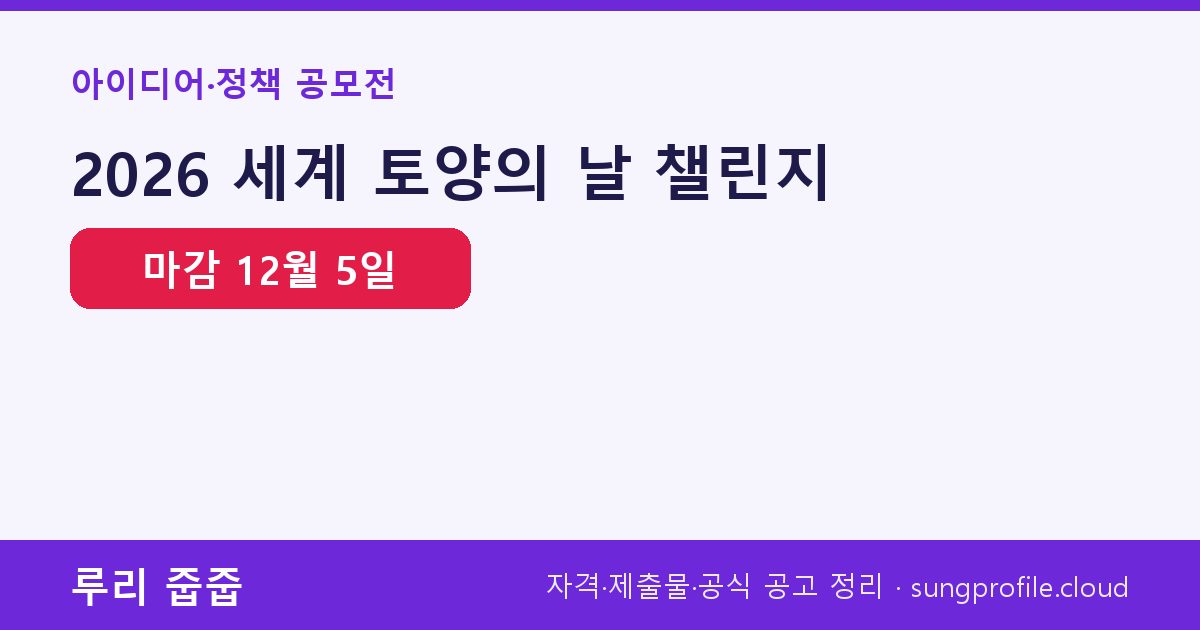 아이디어·정책 공모전
2026 세계 토양의 날 챌린지
마감 12월 5일
루리 줍줍
자격·제출물·공식 공고 정리 · sungprofile.cloud